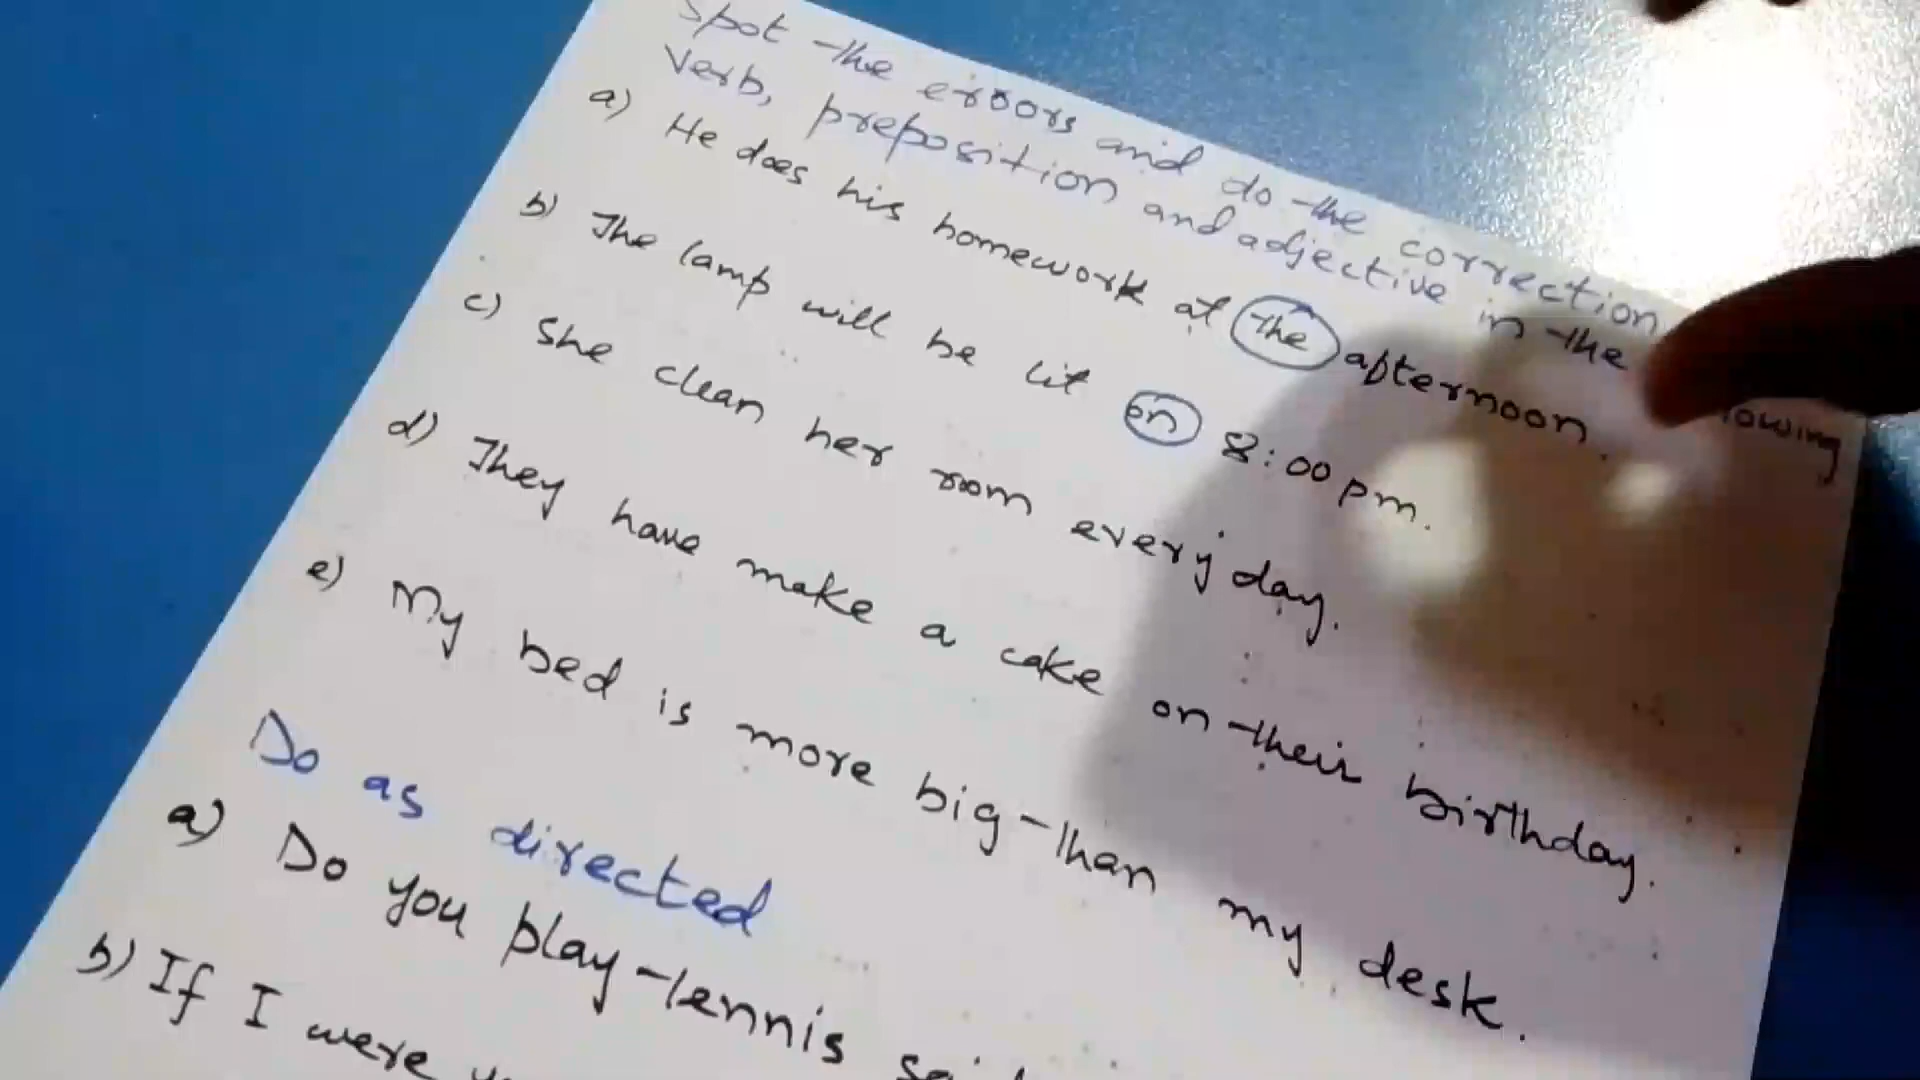 Spot the errors and do the correction
Verb, preposition and adjective in the
a) He does his homework at the afternoon.
b) The lamp will be lit on 8:00 pm.
c) She clean her room every day.
d) They have make a cake on their birthday.
e) My bed is more big than my desk.
Do as directed
a) Do you play tennis
b) If I were